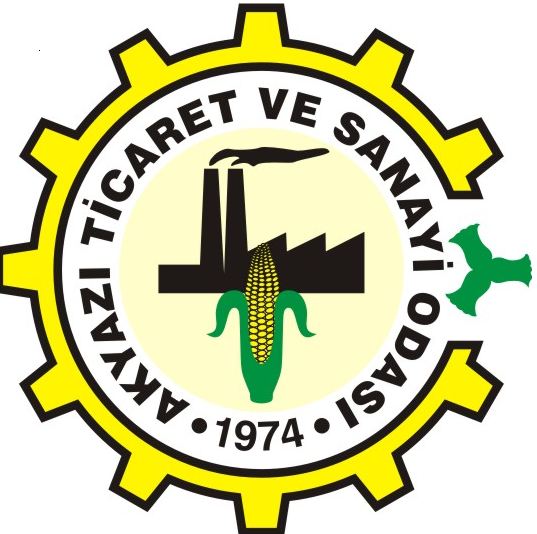 AKYAZI TİCARET VE SANAYİ ODASI
• 1974 •